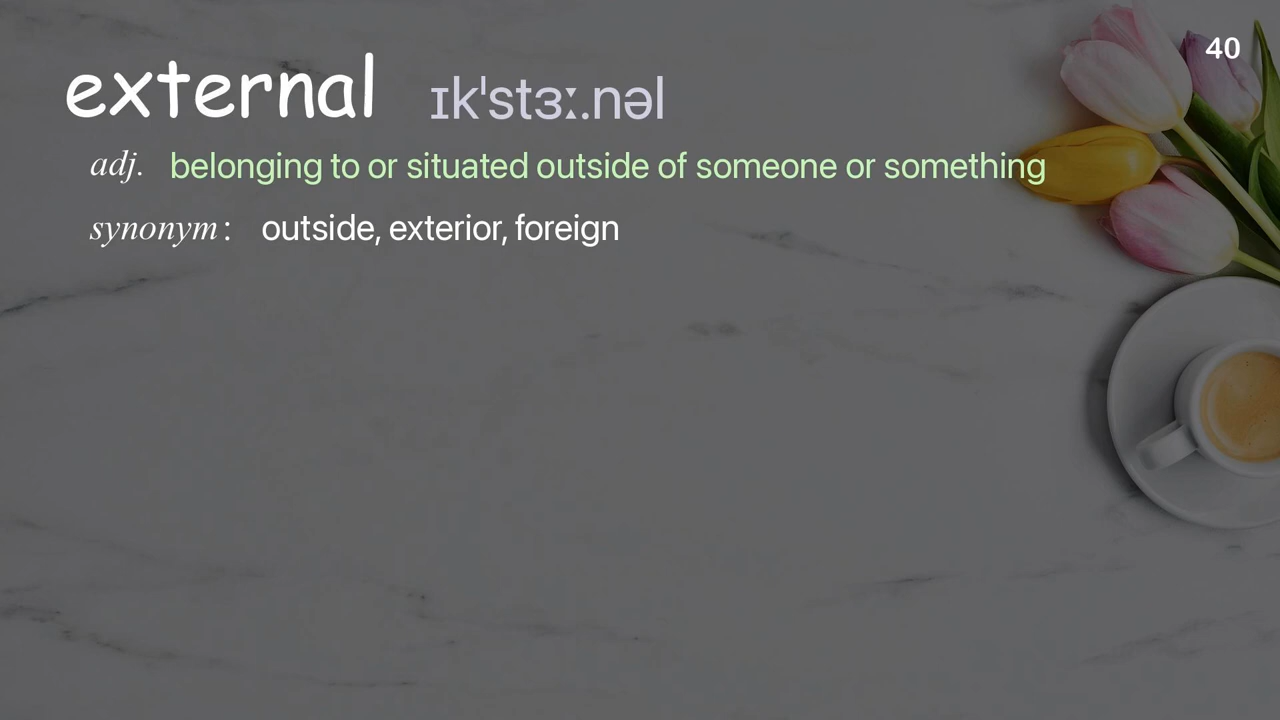 40
external ɪkˈstɜː.nəl
adj. belonging to or situated outside of someone or something
synonym: outside, exterior, foreign